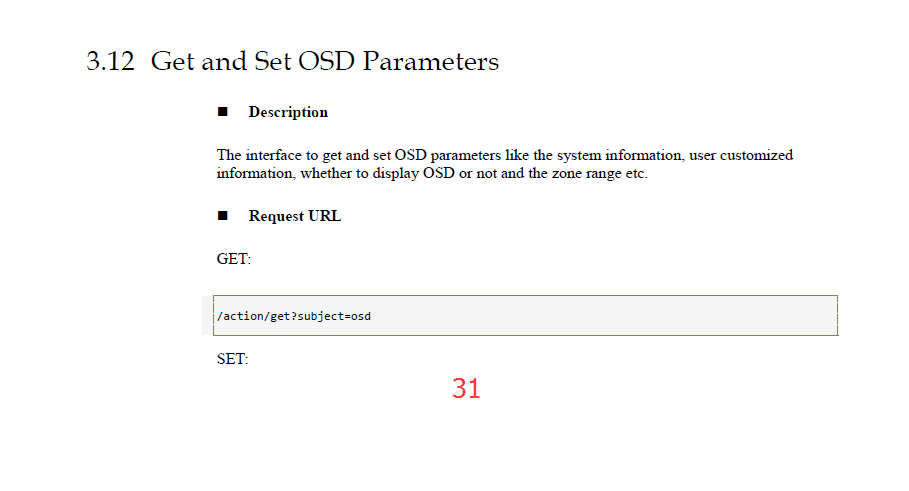 3.12 Get and Set OSD Parameters
■ Description
The interface to get and set OSD parameters like the system information, user customized
information, whether to display OSD or not and the zone range etc.
■ Request URL
GET:
/action/get?subject=osd
SET:
31